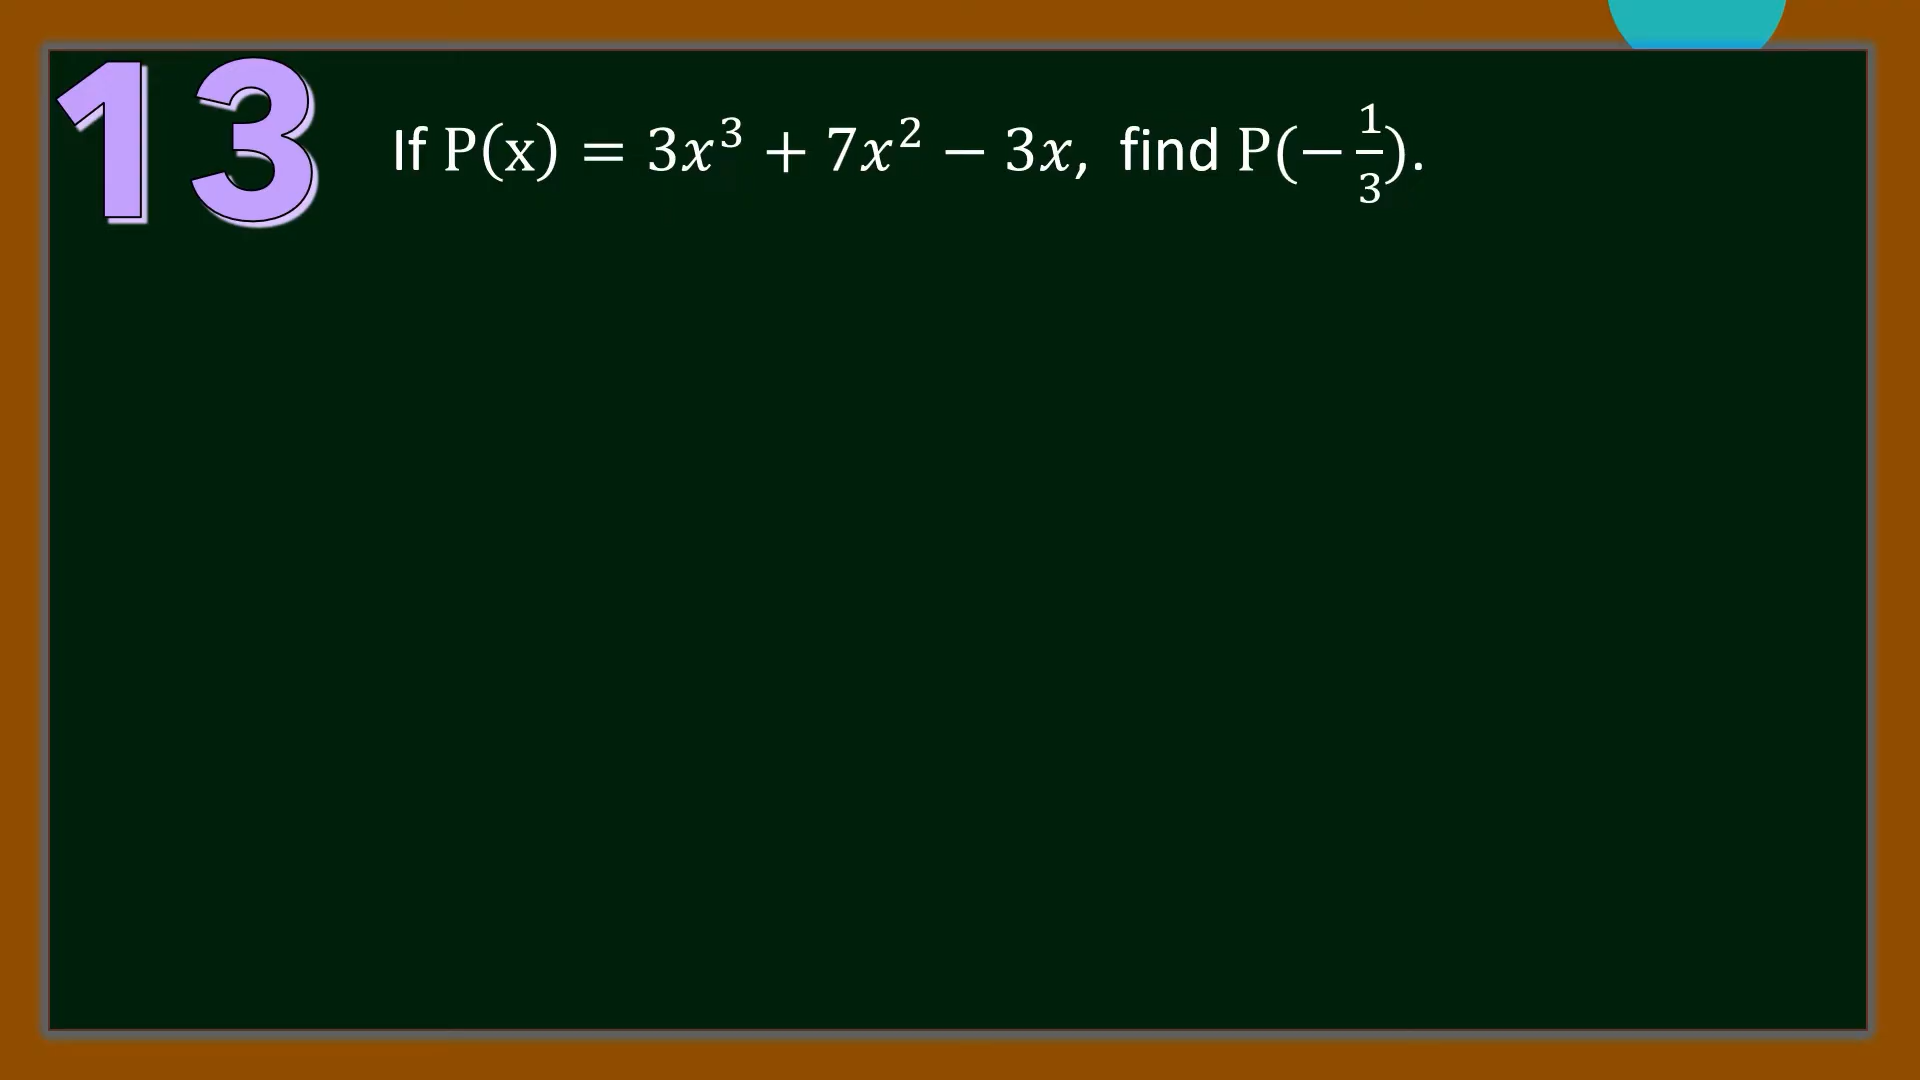 13
If P(x) = 3x³ + 7x² − 3x, find P(−1/3).